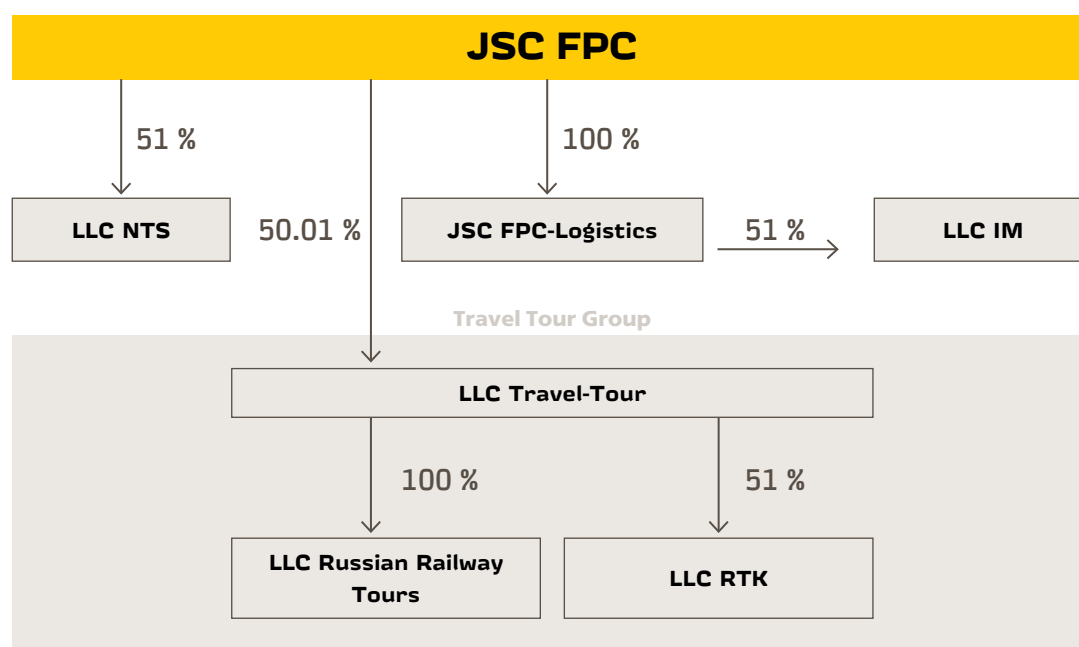 JSC FPC
51 %
100 %
LLC NTS
50.01 %
JSC FPC-Logistics
51 %
LLC IM
Travel Tour Group
LLC Travel-Tour
100 %
51 %
LLC Russian Railway
Tours
LLC RTK